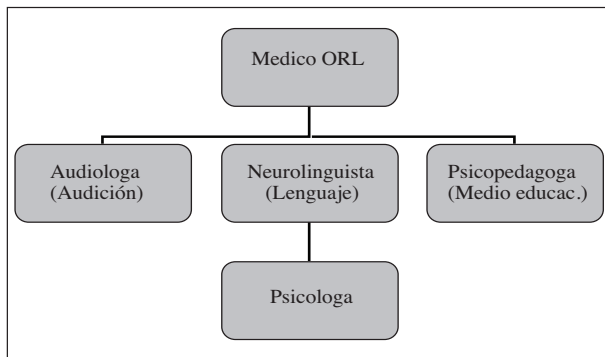 Medico ORL
Audiologa
(Audición)
Neurolinguista
(Lenguaje)
Psicopedagoga
(Medio educac.)
Psicologa